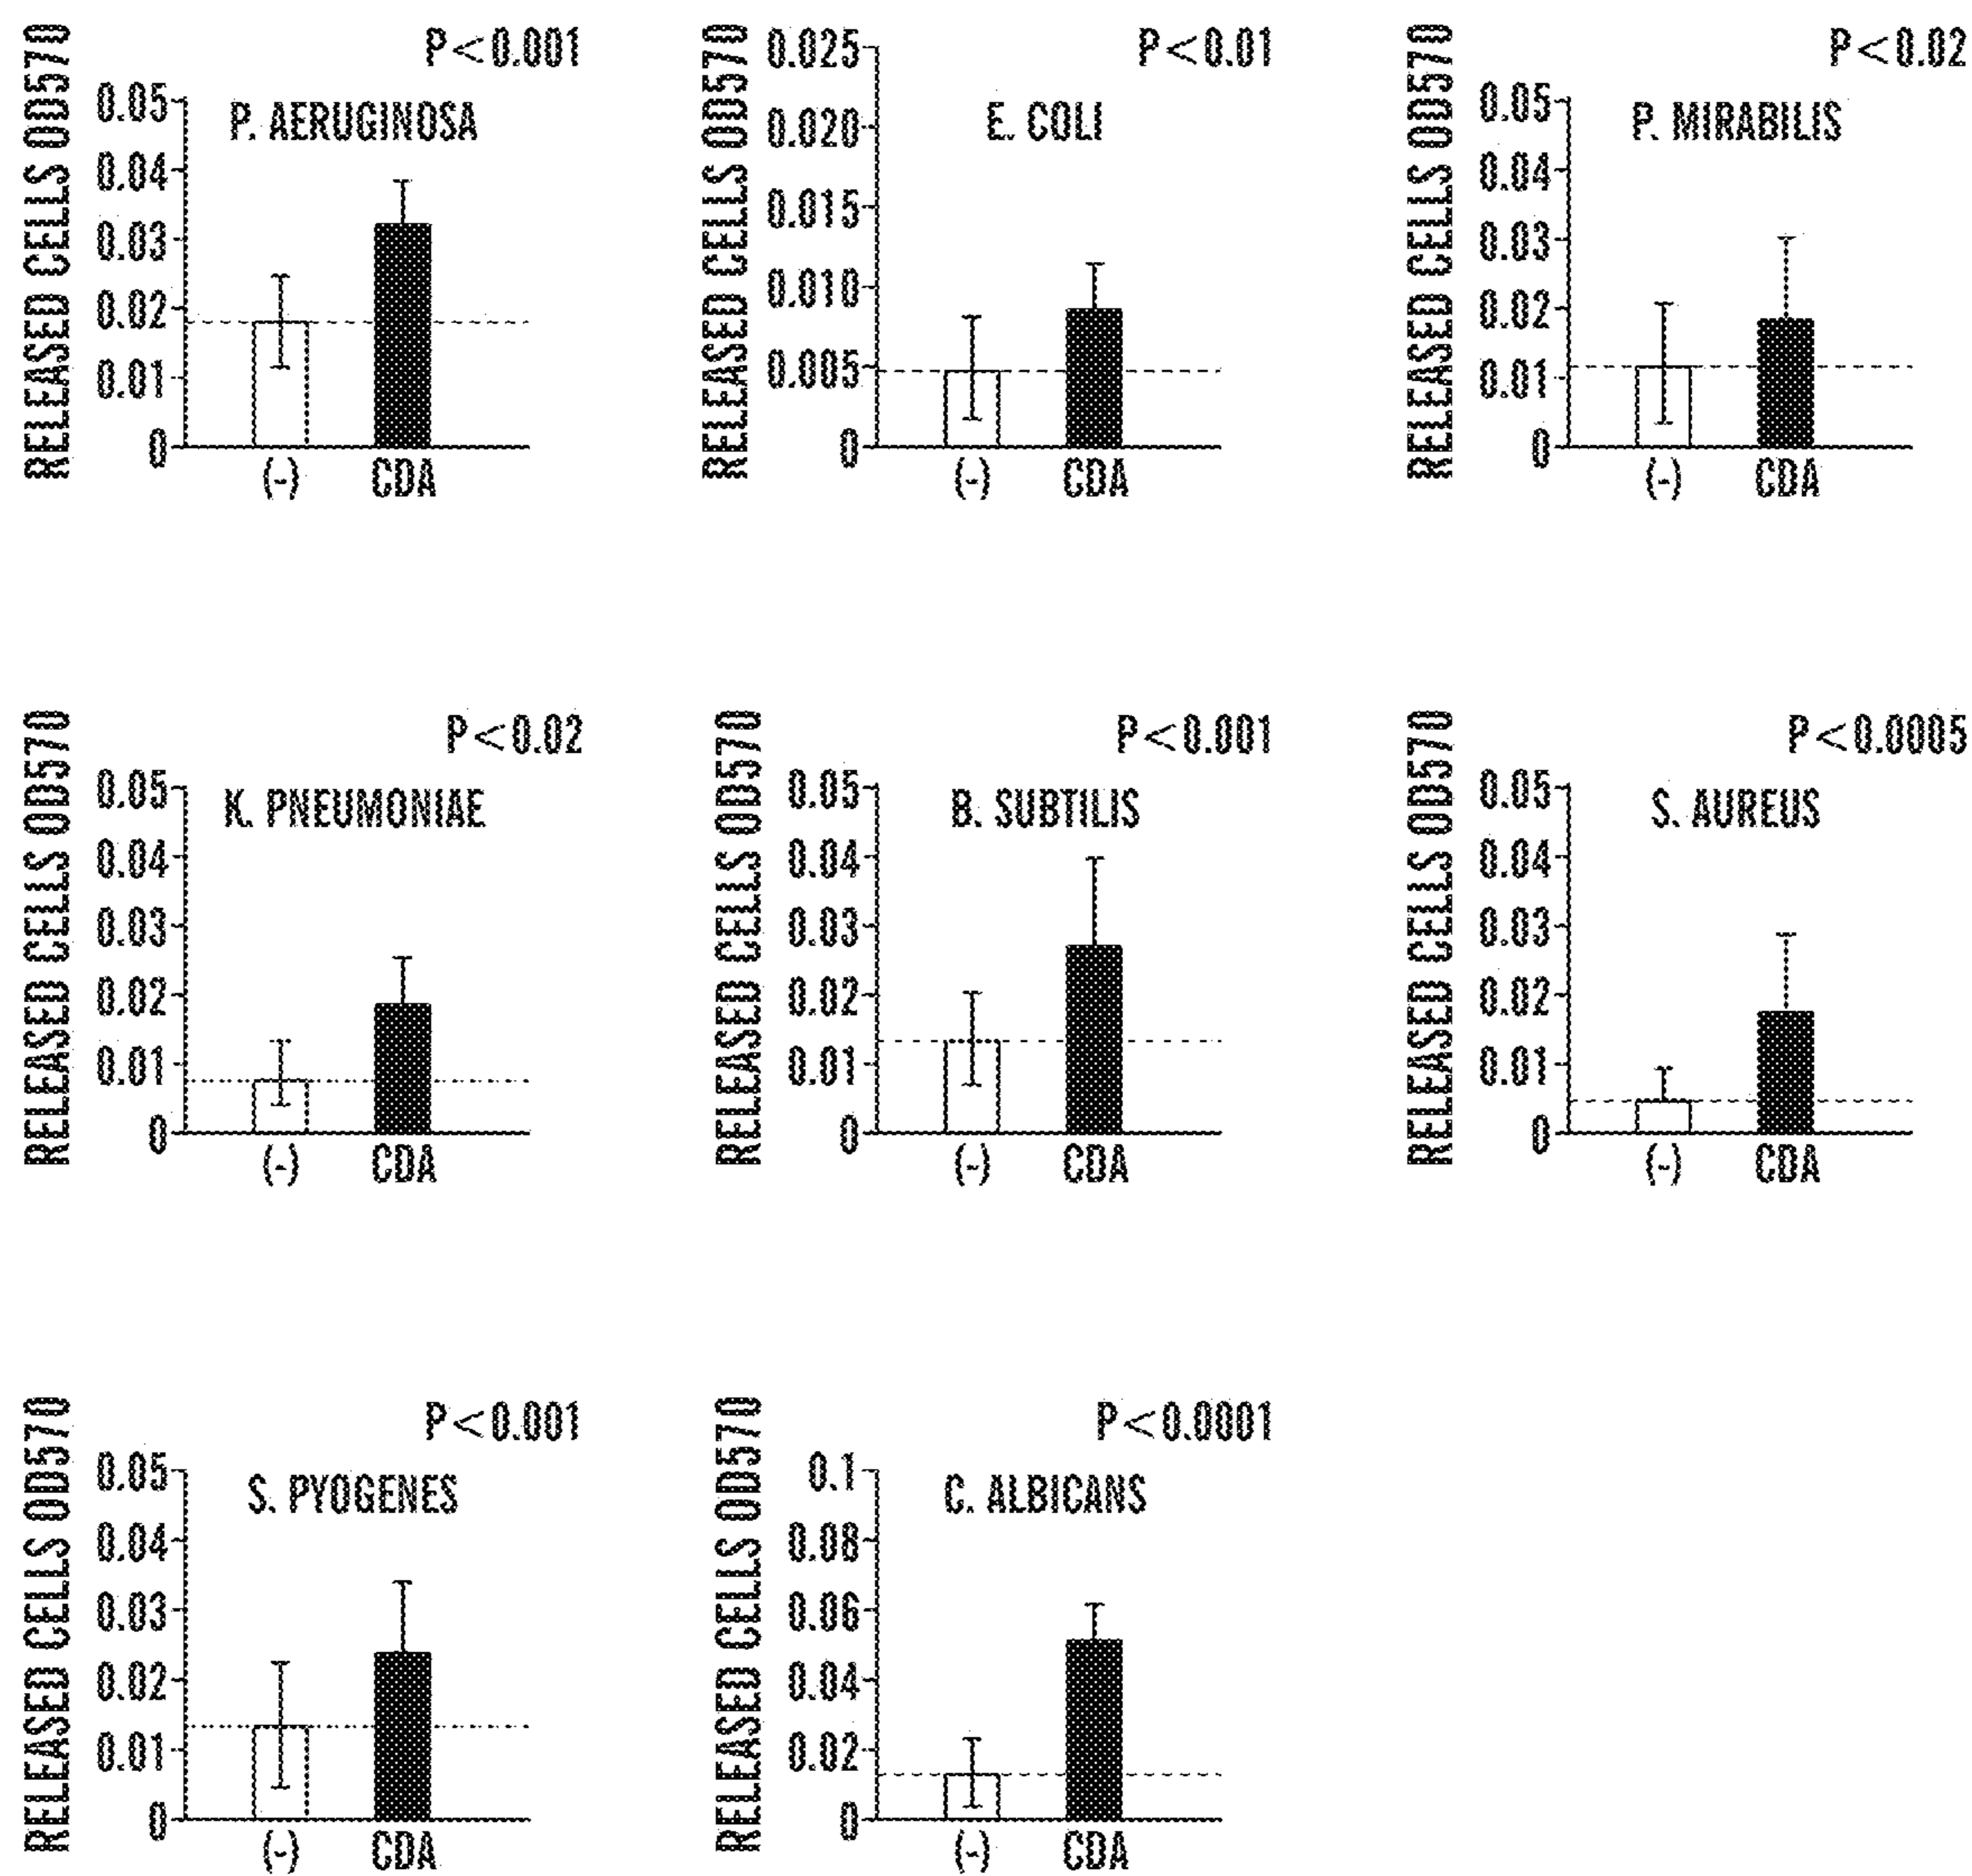 P<0.001
RELEASED CELLS OD570
P. AERUGINOSA
0.05
0.04
0.03
0.02
0.01
0
(-) CDA
P<0.01
RELEASED CELLS OD570
E. COLI
0.025
0.020
0.015
0.010
0.005
0
(-) CDA
P<0.02
RELEASED CELLS OD570
P. MIRABILIS
0.05
0.04
0.03
0.02
0.01
0
(-) CDA
P<0.02
RELEASED CELLS OD570
K. PNEUMONIAE
0.05
0.04
0.03
0.02
0.01
0
(-) CDA
P<0.001
RELEASED CELLS OD570
B. SUBTILIS
0.05
0.04
0.03
0.02
0.01
0
(-) CDA
P<0.0005
RELEASED CELLS OD570
S. AUREUS
0.05
0.04
0.03
0.02
0.01
0
(-) CDA
P<0.001
RELEASED CELLS OD570
S. PYOGENES
0.05
0.04
0.03
0.02
0.01
0
(-) CDA
P<0.0001
RELEASED CELLS OD570
C. ALBICANS
0.1
0.08
0.06
0.04
0.02
0
(-) CDA